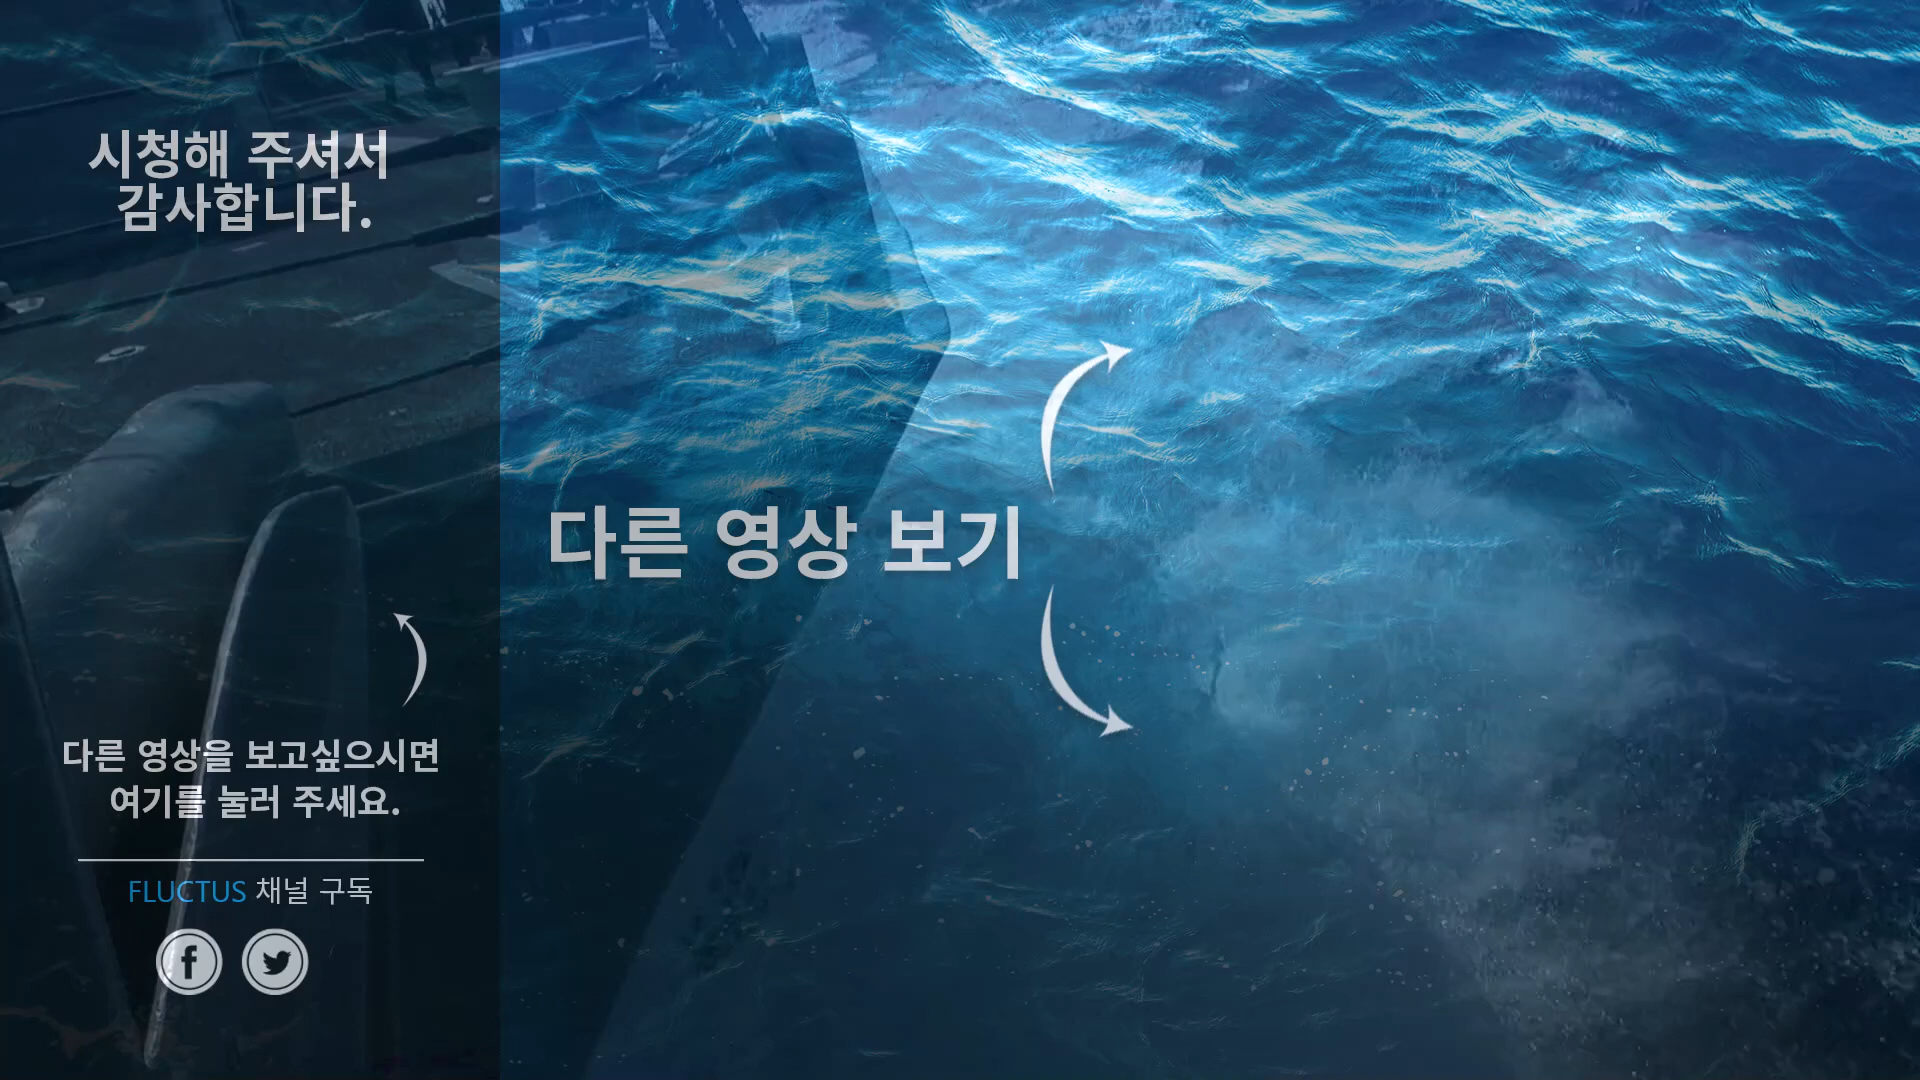 시청해 주셔서
감사합니다.
다른 영상 보기
다른 영상을 보고싶으시면
여기를 눌러 주세요.
FLUCTUS 채널 구독